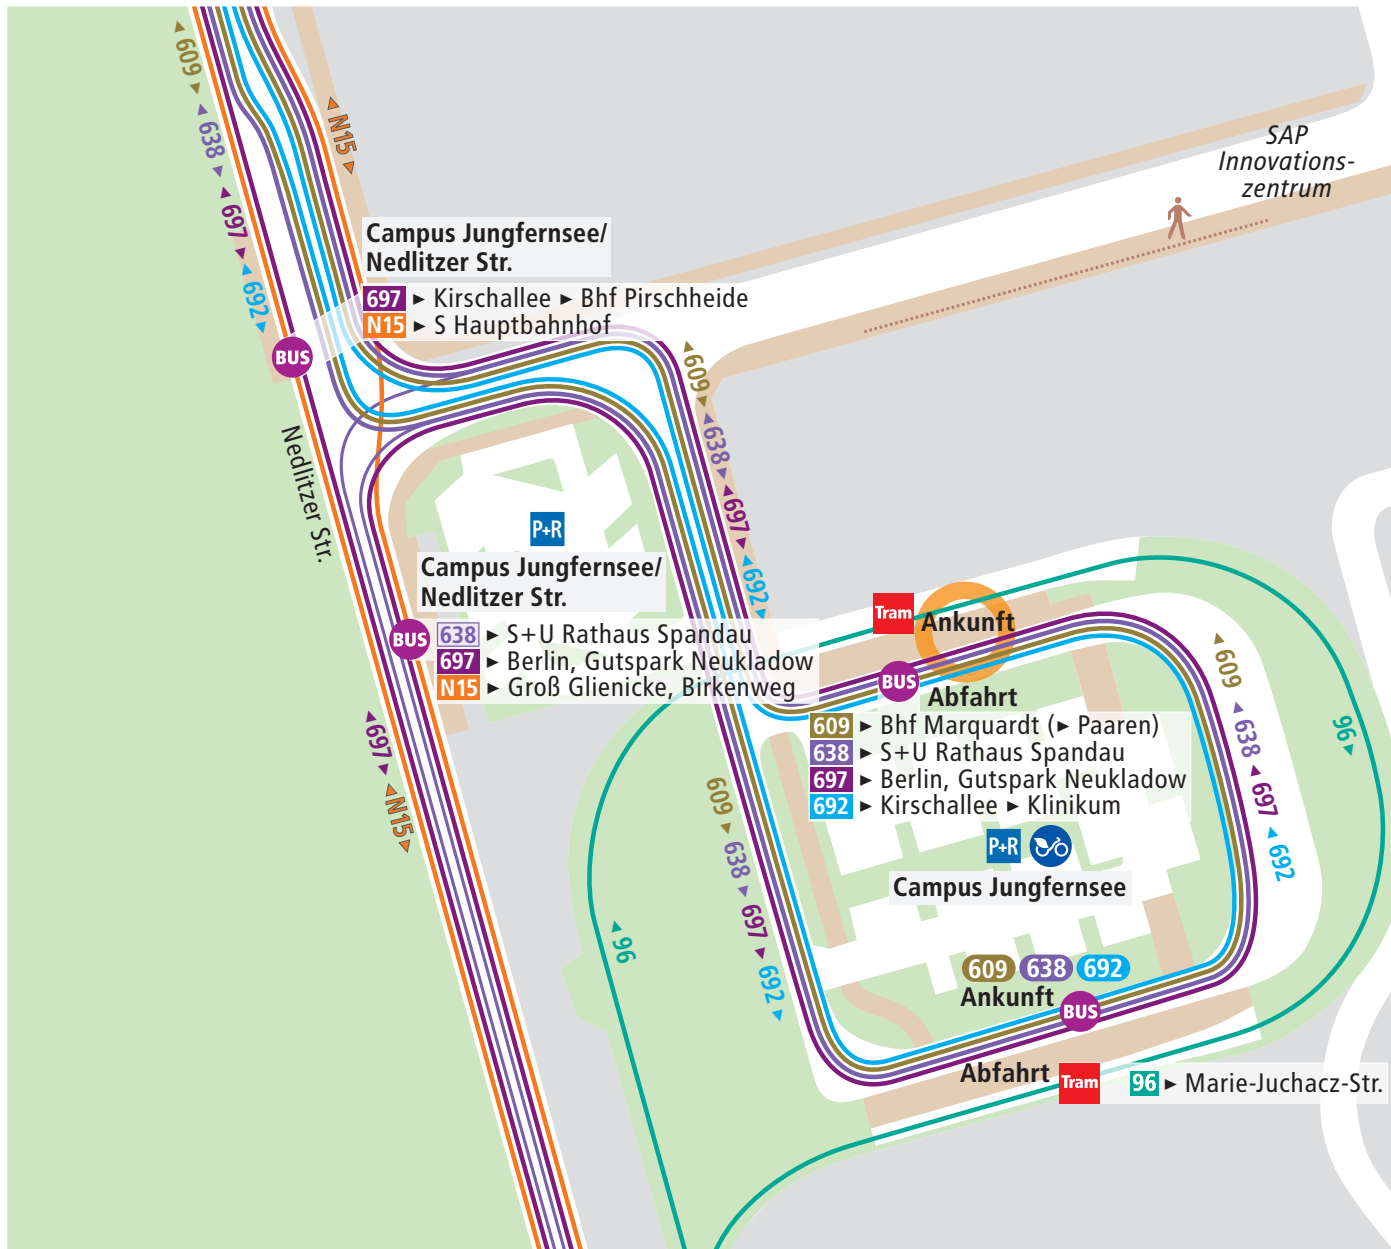 609
638
697
692
N15
SAP
Innovations-
zentrum
Campus Jungfernsee/
Nedlitzer Str.
697 ► Kirschallee ► Bhf Pirschheide
N15 ► S Hauptbahnhof
BUS
Nedlitzer Str.
609
638
697
692
P+R
Campus Jungfernsee/
Nedlitzer Str.
BUS
638 ► S+U Rathaus Spandau
697 ► Berlin, Gutspark Neukladow
N15 ► Groß Glienicke, Birkenweg
697
N15
Tram
Ankunft
BUS
Abfahrt
609 ► Bhf Marquardt (► Paaren)
638 ► S+U Rathaus Spandau
697 ► Berlin, Gutspark Neukladow
692 ► Kirschallee ► Klinikum
P+R
Campus Jungfernsee
609
638
697
692
96
609
638
697
692
96
609 638 692
Ankunft
BUS
Abfahrt
Tram
96 ► Marie-Juchacz-Str.